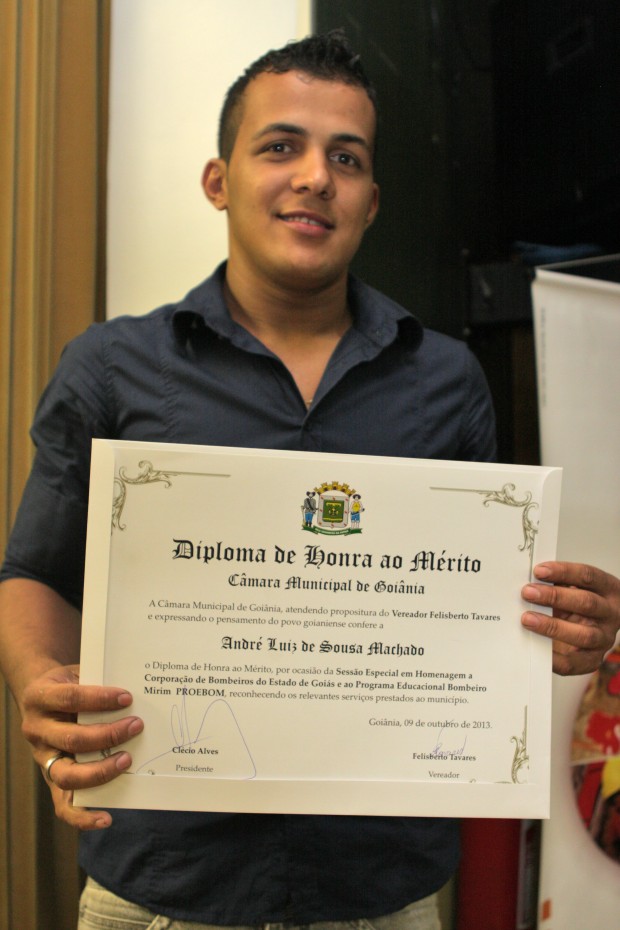 Diploma de Honra ao Mérito
Câmara Municipal de Goiânia
A Câmara Municipal de Goiânia, atendendo propositura do Vereador Felisberto Tavares
e expressando o pensamento do povo goianiense confere a
André Luiz de Sousa Machado
o Diploma de Honra ao Mérito, por ocasião da Sessão Especial em Homenagem a
Corporação de Bombeiros do Estado de Goiás e ao Programa Educacional Bombeiro
Mirim PROEBOM, reconhecendo os relevantes serviços prestados ao município.
Goiânia, 09 de outubro de 2013.
Clécio Alves
Presidente
Felisberto Tavares
Vereador